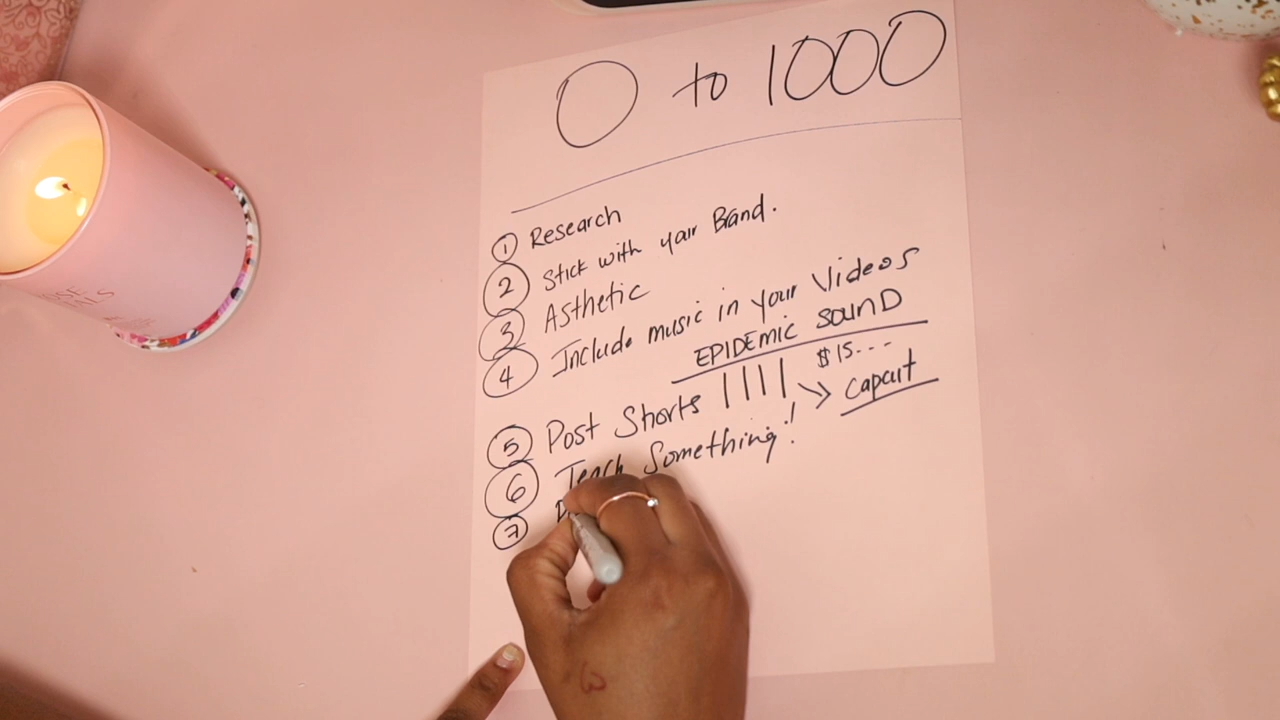 0 to 1000
1 Research
2 Stick with your Brand.
3 Asthetic
4 Include music in your Videos
EPIDEMIC SOUND
$15---
5 Post Shorts |||| → capcut
6 Teach Something!
7